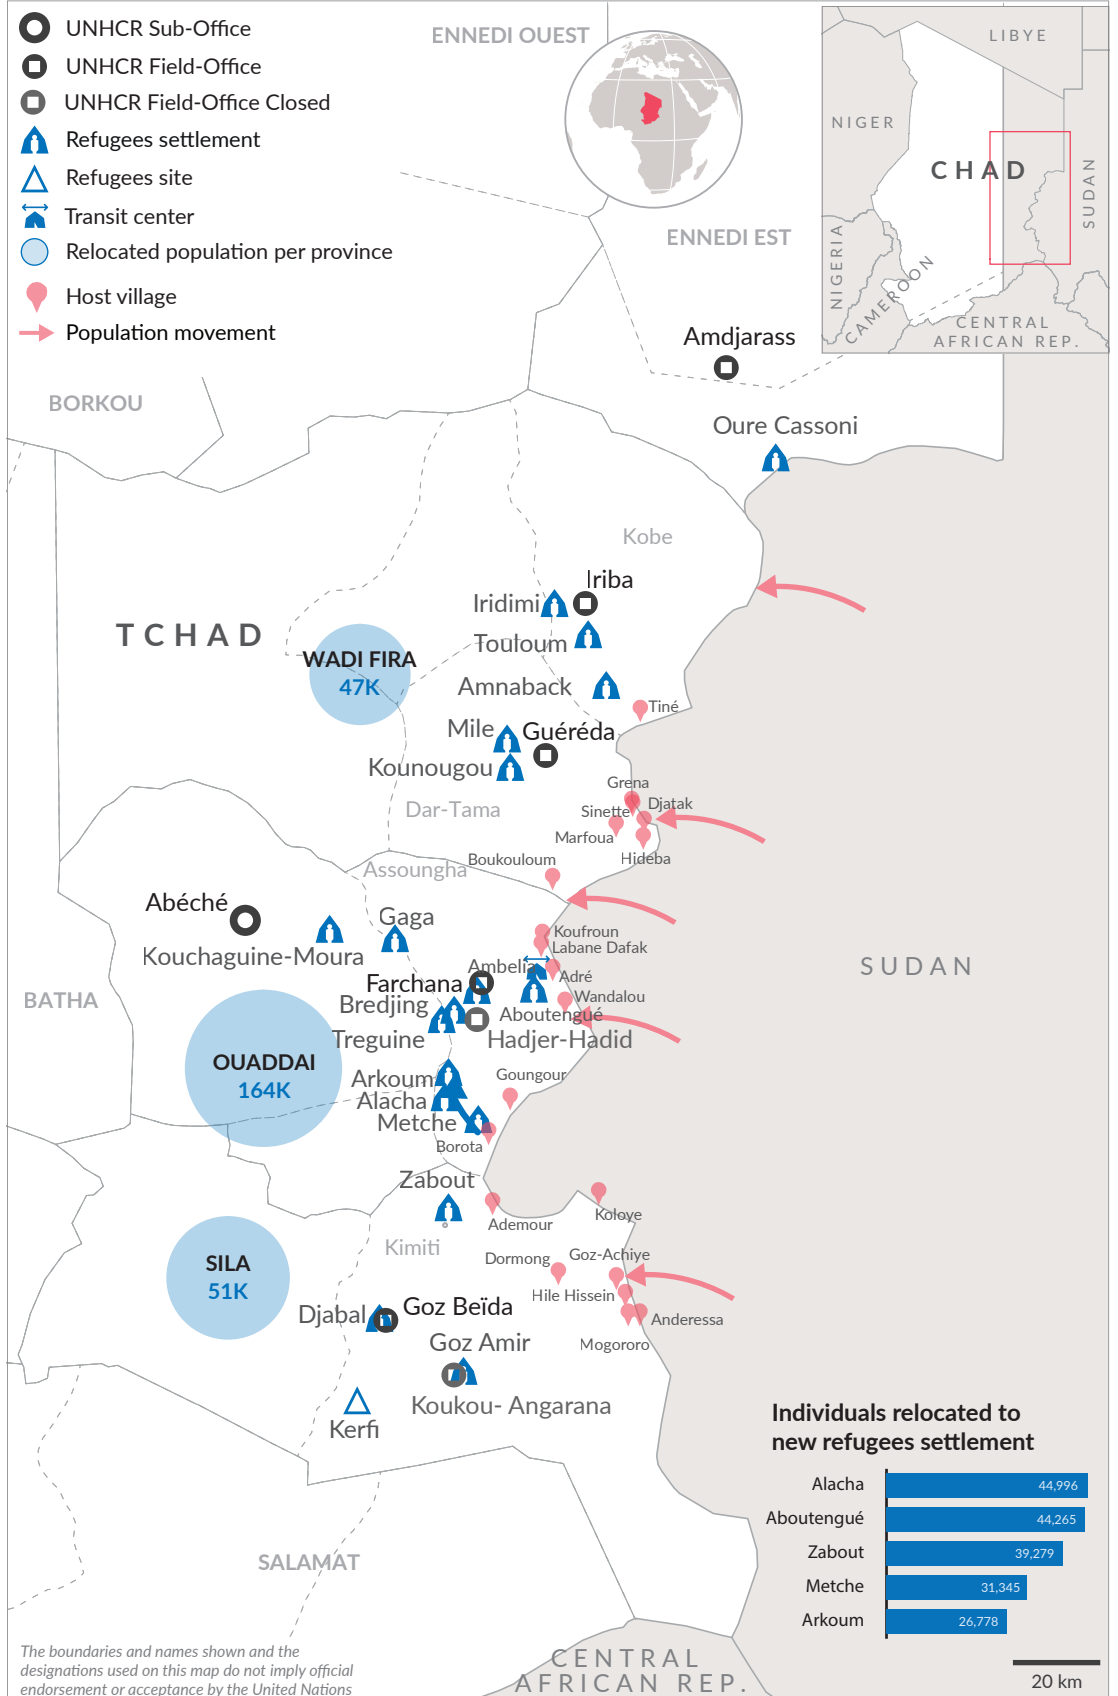 UNHCR Sub-Office
UNHCR Field-Office
UNHCR Field-Office Closed
Refugees settlement
Refugees site
Transit center
Relocated population per province
Host village
Population movement
ENNEDI OUEST
LIBYE
NIGER
CHAD
SUDAN
NIGERIA
CAMEROON
CENTRAL
AFRICAN REP.
ENNEDI EST
Amdjarass
BORKOU
Oure Cassoni
Kobe
Iriba
Iridimi
TCHAD
Touloum
WADI FIRA
47K
Amnaback
Tiné
Mile
Guéréda
Kounougou
Grena
Dar-Tama
Sinette
Djatak
Marfoua
Hideba
Boukouloum
Assoungha
Abéché
Gaga
Koufroun
Labane Dafak
Kouchaguine-Moura
Ambelia
Adré
SUDAN
Farchana
BATHA
Bredjing
Wandalou
Aboutengué
Treguine
Hadjer-Hadid
OUADDAI
164K
Arkoum
Goungour
Alacha
Metche
Borota
Zabout
Ademour
Koloye
Kimiti
Dormong
Goz-Achiye
SILA
51K
Hile Hissein
Djabal
Goz Beïda
Anderessa
Goz Amir
Mogororo
Koukou- Angarana
Kerfi
Individuals relocated to
new refugees settlement
Alacha 44,996
Aboutengué 44,265
Zabout 39,279
Metche 31,345
Arkoum 26,778
SALAMAT
The boundaries and names shown and the
designations used on this map do not imply official
endorsement or acceptance by the United Nations
CENTRAL
AFRICAN REP.
20 km